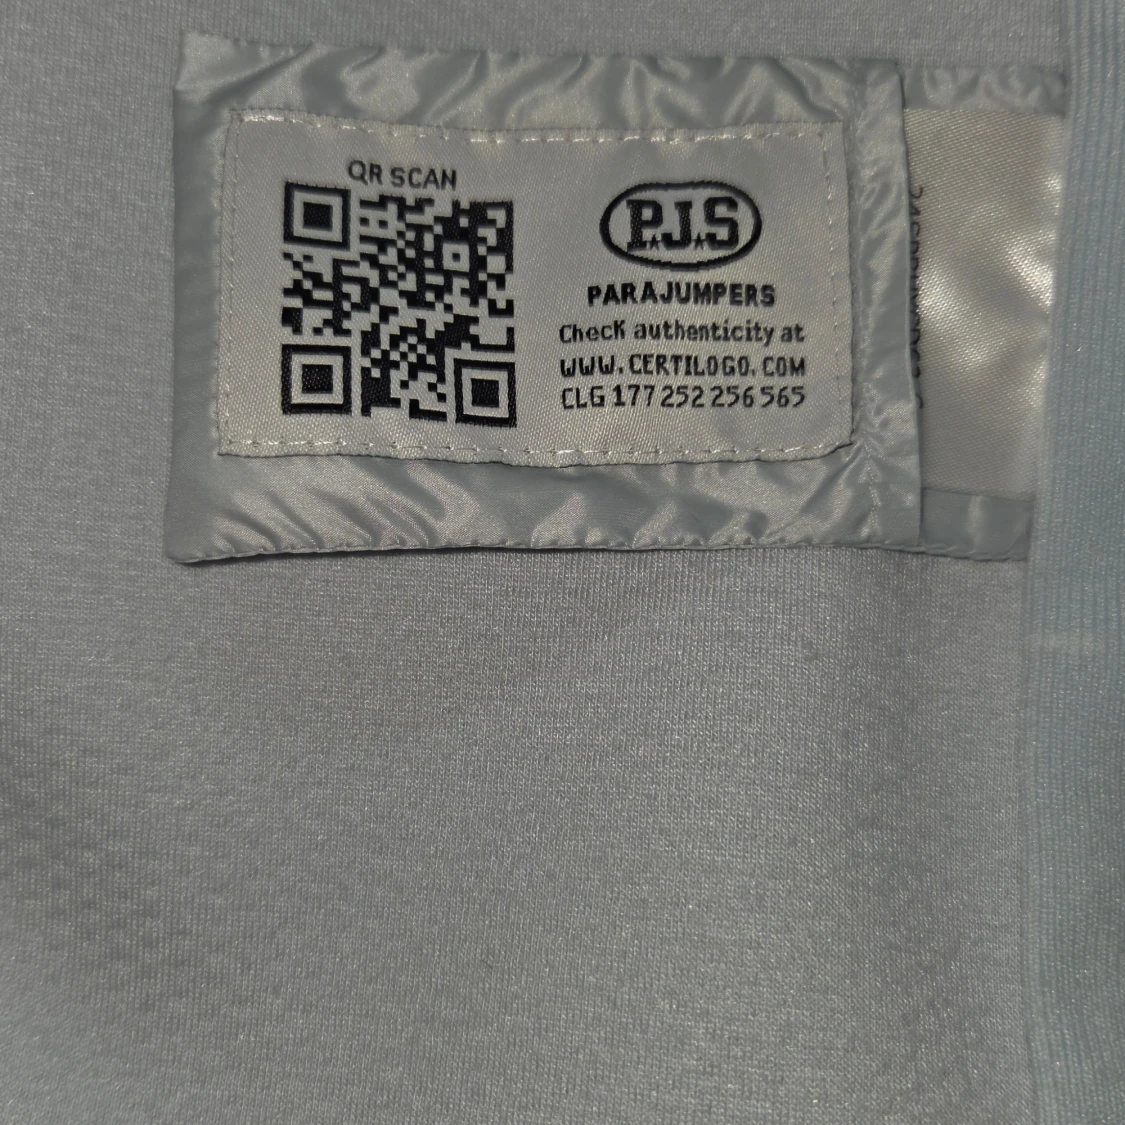 QR SCAN
P.J.S
PARAJUMPERS
Check authenticity at
WWW.CERTILOGO.COM
CLG 177 252 256 565